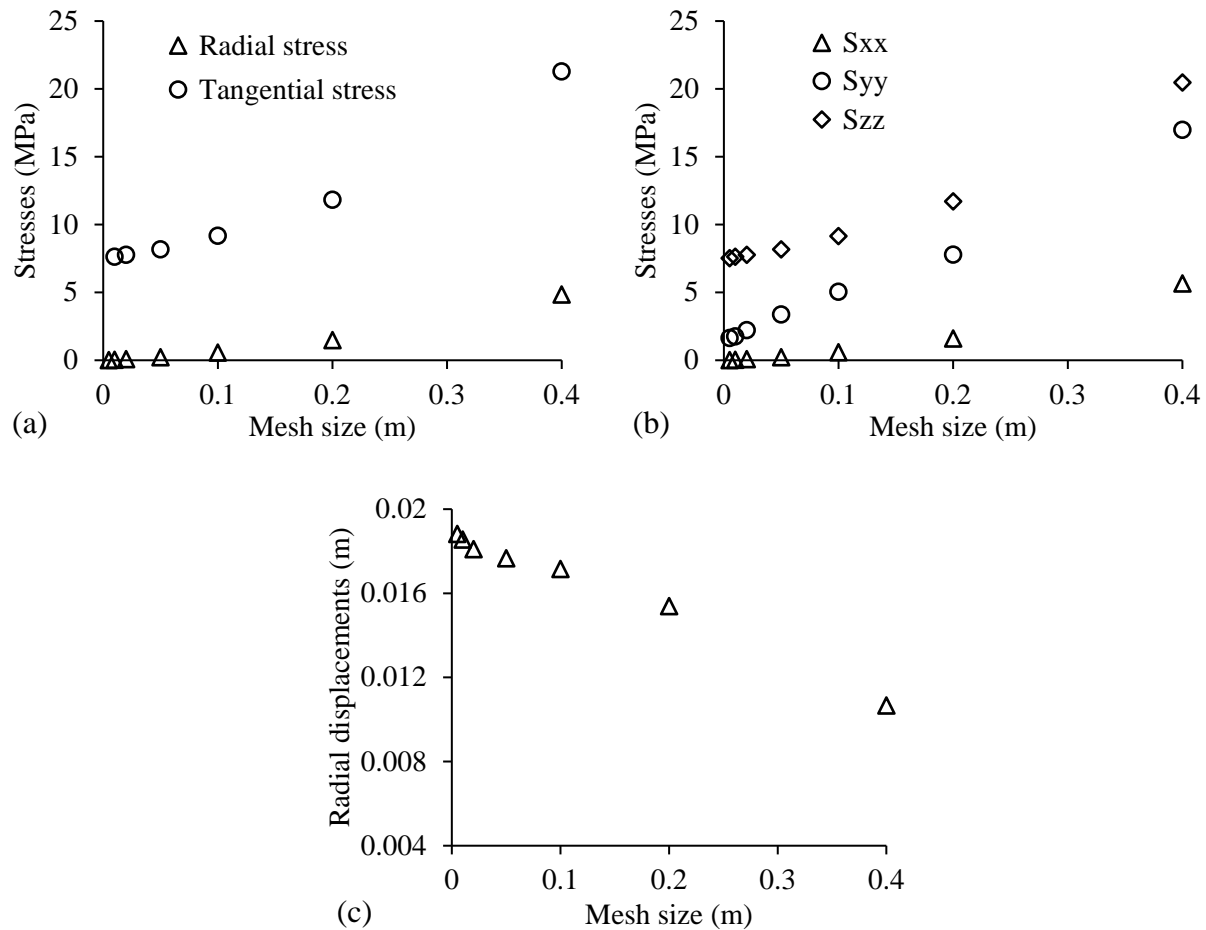 25
20
15
10
5
0
Stresses (MPa)
Radial stress
Tangential stress
0 0.1 0.2 0.3 0.4
Mesh size (m)
(a)
25
20
15
10
5
0
Stresses (MPa)
Sxx
Syy
Szz
0 0.1 0.2 0.3 0.4
Mesh size (m)
(b)
0.02
0.016
0.012
0.008
0.004
Radial displacements (m)
0 0.1 0.2 0.3 0.4
Mesh size (m)
(c)